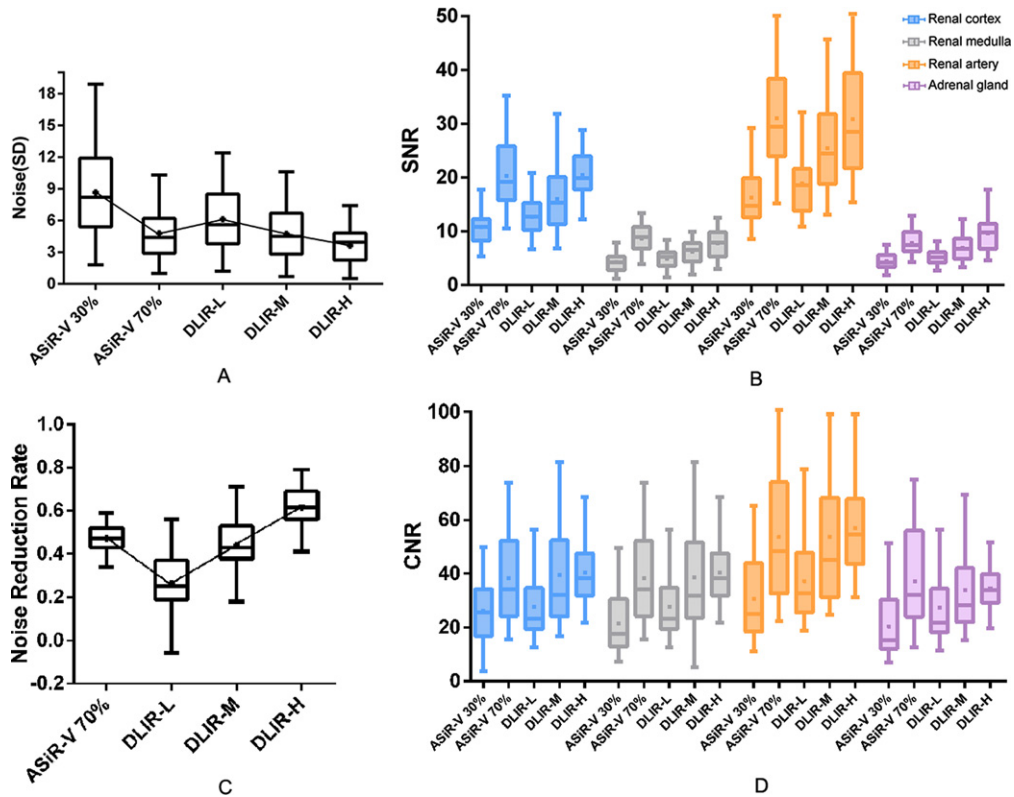 A
Noise(SD)
18
15
12
9
6
3
0
ASiR-V 30%
ASiR-V 70%
DLIR-L
DLIR-M
DLIR-H
A
B
SNR
50
40
30
20
10
0
Renal cortex
Renal medulla
Renal artery
Adrenal gland
ASiR-V 30%
ASiR-V 70%
DLIR-L
DLIR-M
DLIR-H
ASiR-V 30%
ASiR-V 70%
DLIR-L
DLIR-M
DLIR-H
ASiR-V 30%
ASiR-V 70%
DLIR-L
DLIR-M
DLIR-H
ASiR-V 30%
ASiR-V 70%
DLIR-L
DLIR-M
DLIR-H
B
Noise Reduction Rate
1.0
0.8
0.6
0.4
0.2
0.0
-0.2
ASiR-V 70%
DLIR-L
DLIR-M
DLIR-H
C
CNR
100
80
60
40
20
0
ASiR-V 30%
ASiR-V 70%
DLIR-L
DLIR-M
DLIR-H
ASiR-V 30%
ASiR-V 70%
DLIR-L
DLIR-M
DLIR-H
ASiR-V 30%
ASiR-V 70%
DLIR-L
DLIR-M
DLIR-H
ASiR-V 30%
ASiR-V 70%
DLIR-L
DLIR-M
DLIR-H
D